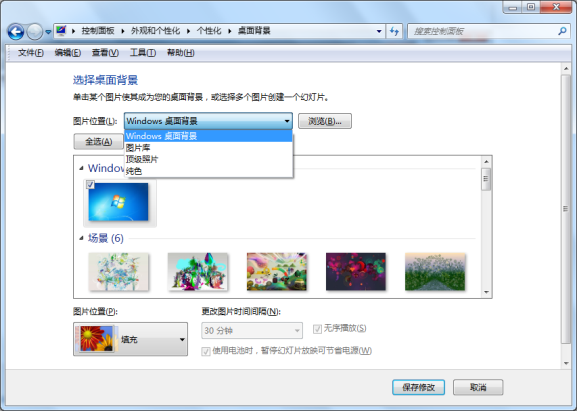 控制面板 ▸ 外观和个性化 ▸ 个性化 ▸ 桌面背景
搜索控制面板
文件(F) 编辑(E) 查看(V) 工具(T) 帮助(H)
选择桌面背景
单击某个图片使其成为您的桌面背景，或选择多个图片创建一个幻灯片。
图片位置(L): Windows 桌面背景 浏览(B)...
Windows 桌面背景
全选(A)
图片库
顶级照片
纯色
Window
场景 (6)
图片位置(P):
更改图片时间间隔(N):
填充
30 分钟
无序播放(S)
使用电池时，暂停幻灯片放映可节省电源(W)
保存修改 取消